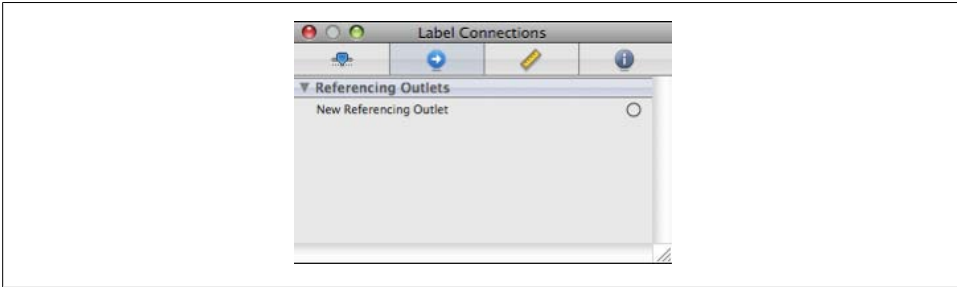 Label Connections
Referencing Outlets
New Referencing Outlet